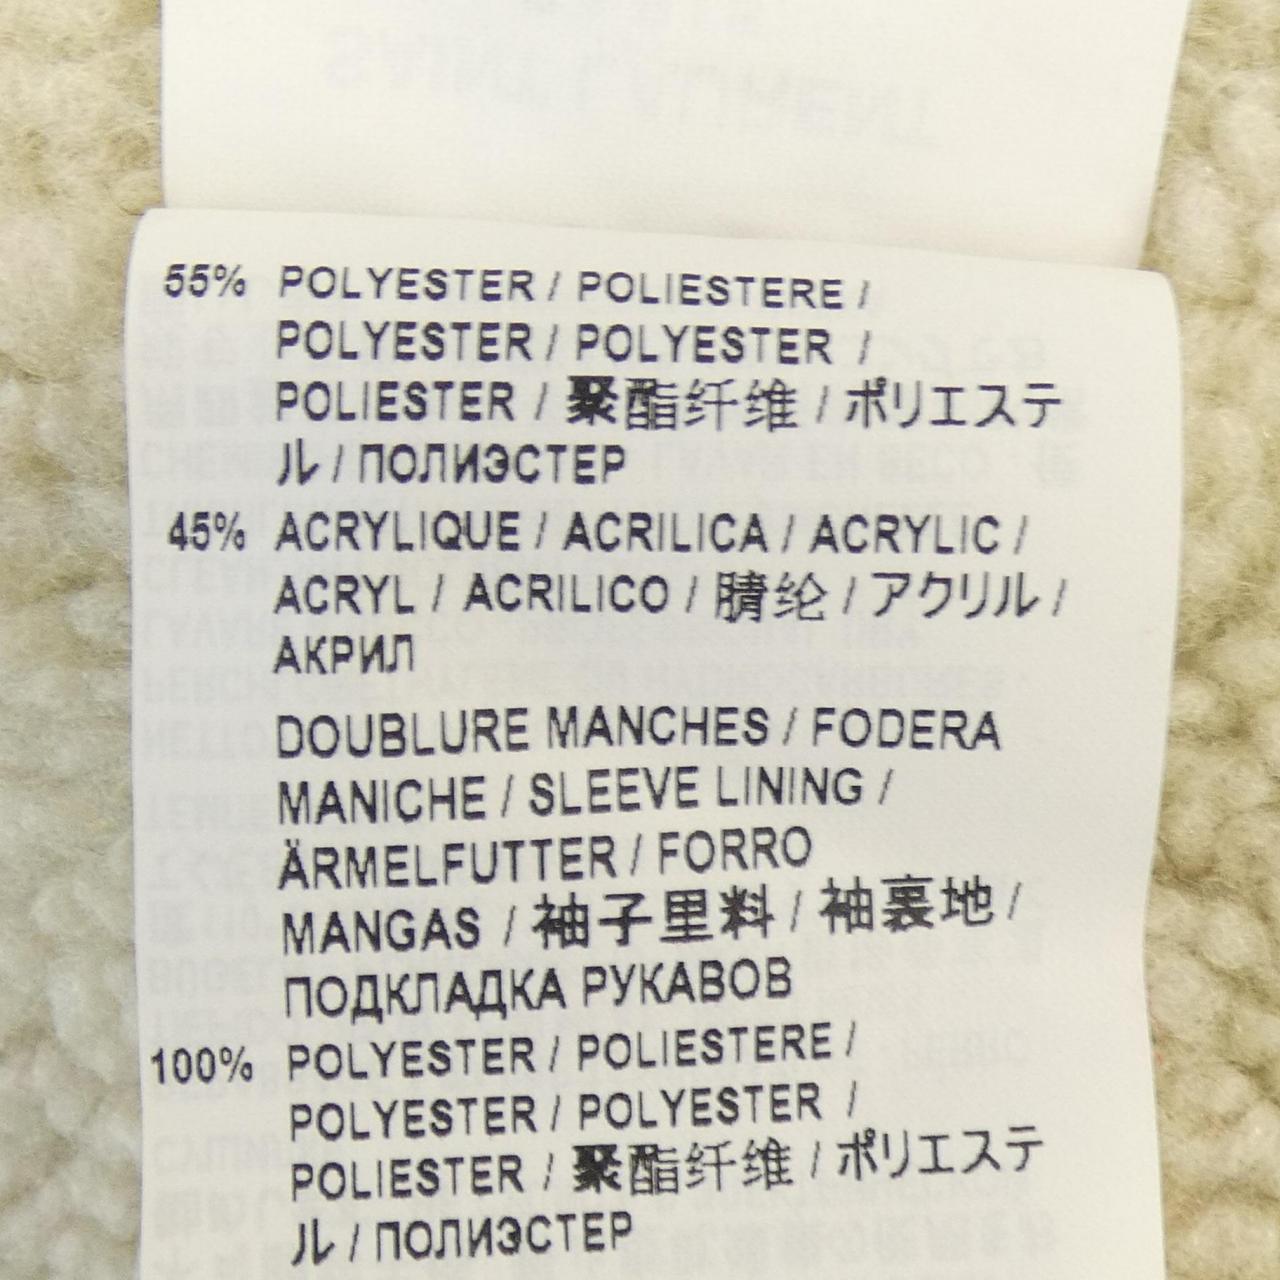 55% POLYESTER / POLIESTERE /
POLYESTER / POLYESTER /
POLIESTER / 聚酯纤维 / ポリエステ
ル / ПОЛИЭСТЕР
45% ACRYLIQUE / ACRILICA / ACRYLIC /
ACRYL / ACRILICO / 腈纶 / アクリル /
АКРИЛ
DOUBLURE MANCHES / FODERA
MANICHE / SLEEVE LINING /
ÄRMELFUTTER / FORRO
MANGAS / 袖子里料 / 袖裏地 /
ПОДКЛАДКА РУКАВОВ
100% POLYESTER / POLIESTERE /
POLYESTER / POLYESTER /
POLIESTER / 聚酯纤维 / ポリエステ
ル / ПОЛИЭСТЕР